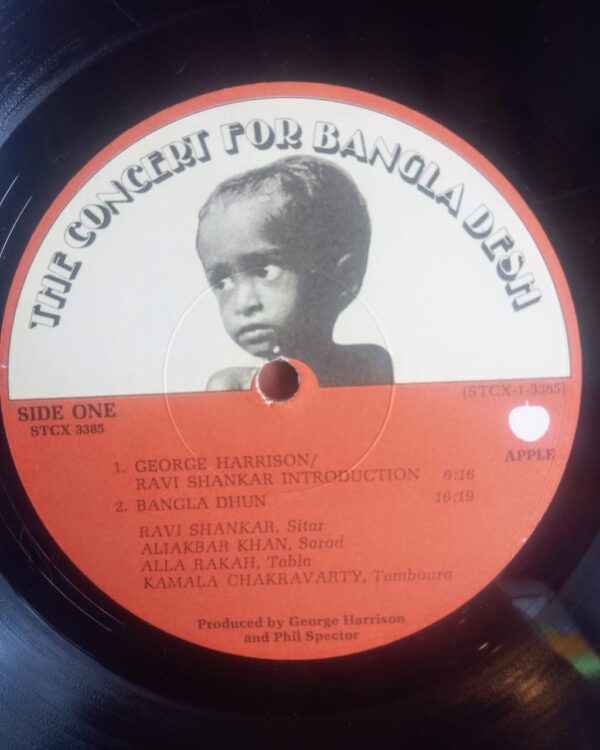 THE CONCERT FOR BANGLA DESH
(STCX-1-3385)
SIDE ONE
STCX 3385
APPLE
1. GEORGE HARRISON/
RAVI SHANKAR INTRODUCTION 6:16
2. BANGLA DHUN 16:19
RAVI SHANKAR, Sitar
ALIAKBAR KHAN, Sarod
ALLA RAKAH, Tabla
KAMALA CHAKRAVARTY, Tamboura
Produced by George Harrison
and Phil Spector